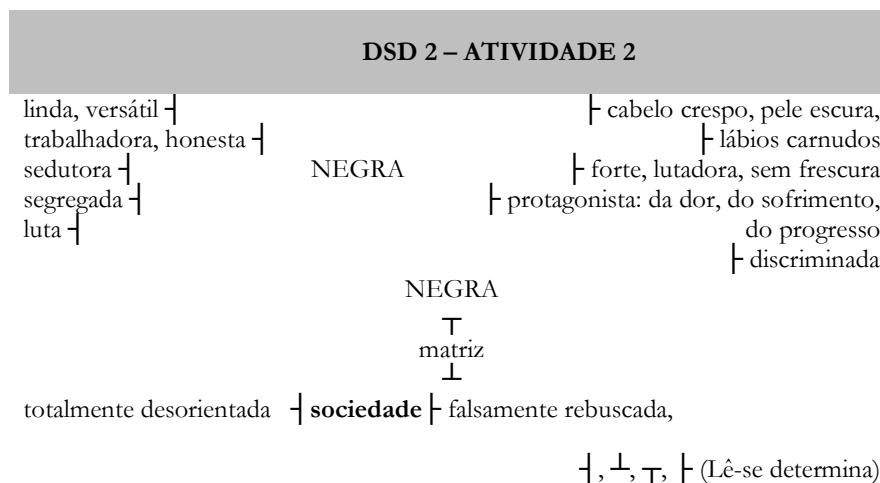 DSD 2 – ATIVIDADE 2
linda, versátil ┤ ├ cabelo crespo, pele escura,
trabalhadora, honesta ┤ ├ lábios carnudos
sedutora ┤ NEGRA ├ forte, lutadora, sem frescura
segregada ┤ ├ protagonista: da dor, do sofrimento,
luta ┤ do progresso
├ discriminada
NEGRA
┬
matriz
┴
totalmente desorientada ┤ sociedade ├ falsamente rebuscada,
┤, ┴, ┬, ├ (Lê-se determina)